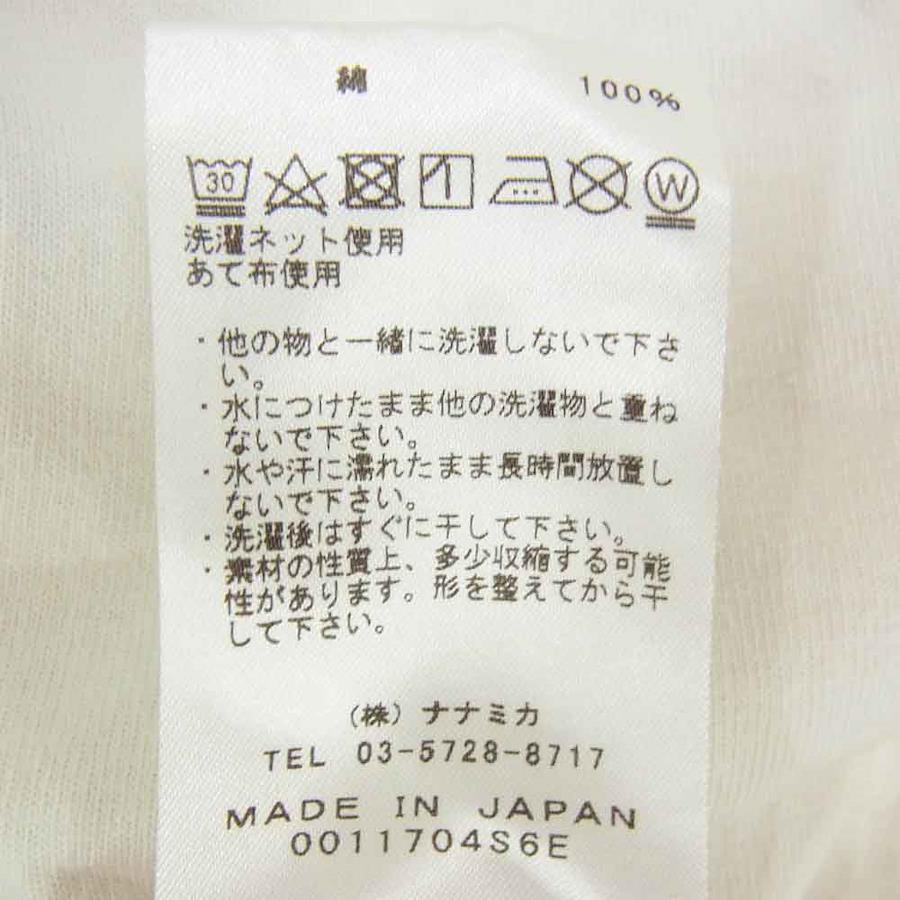 綿 100%
30 W
洗濯ネット使用
あて布使用
・他の物と一緒に洗濯しないで下さ
い。
・水につけたまま他の洗濯物と重ね
ないで下さい。
・水や汗に濡れたまま長時間放置し
ないで下さい。
・洗濯後はすぐに干して下さい。
・素材の性質上、多少収縮する可能
性があります。形を整えてから干
して下さい。
(株)ナナミカ
TEL 03-5728-8717
MADE IN JAPAN
0011704S6E